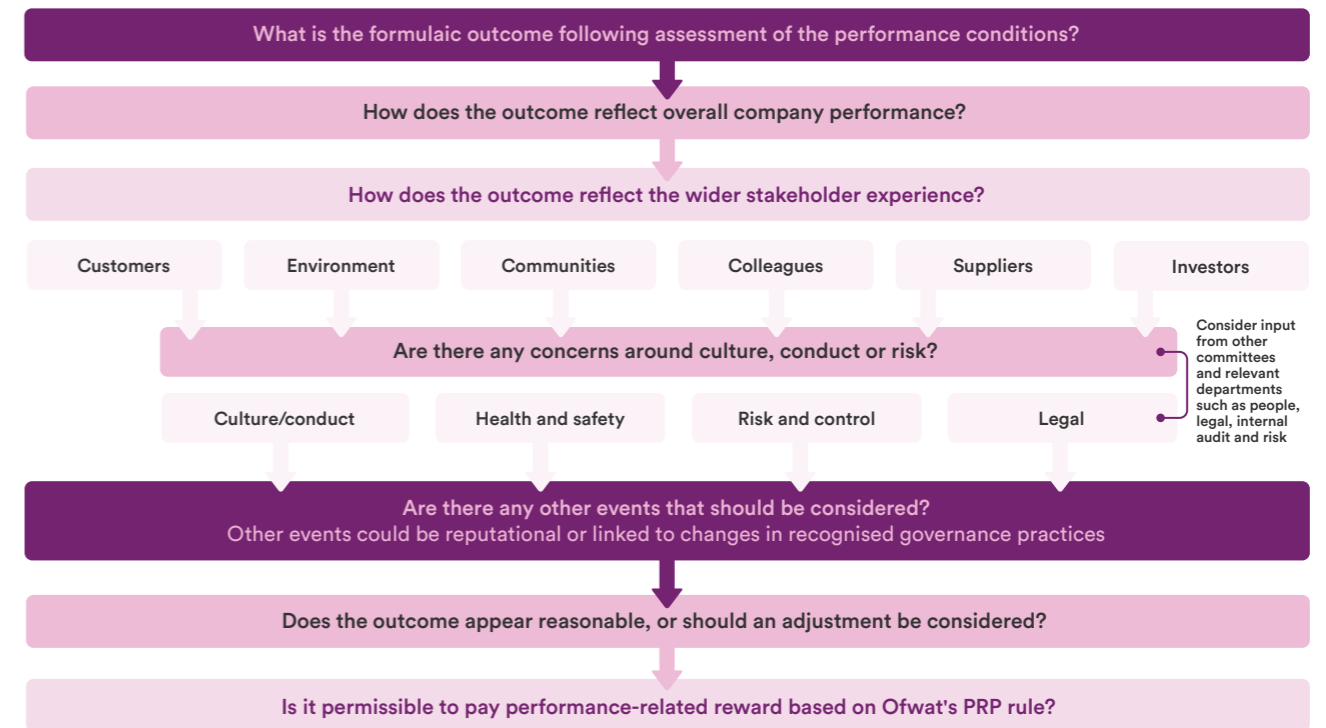 What is the formulaic outcome following assessment of the performance conditions?
How does the outcome reflect overall company performance?
How does the outcome reflect the wider stakeholder experience?
Customers
Environment
Communities
Colleagues
Suppliers
Investors
Are there any concerns around culture, conduct or risk?
Consider input
from other
committees
and relevant
departments
such as people,
legal, internal
audit and risk
Culture/conduct
Health and safety
Risk and control
Legal
Are there any other events that should be considered?
Other events could be reputational or linked to changes in recognised governance practices
Does the outcome appear reasonable, or should an adjustment be considered?
Is it permissible to pay performance-related reward based on Ofwat's PRP rule?